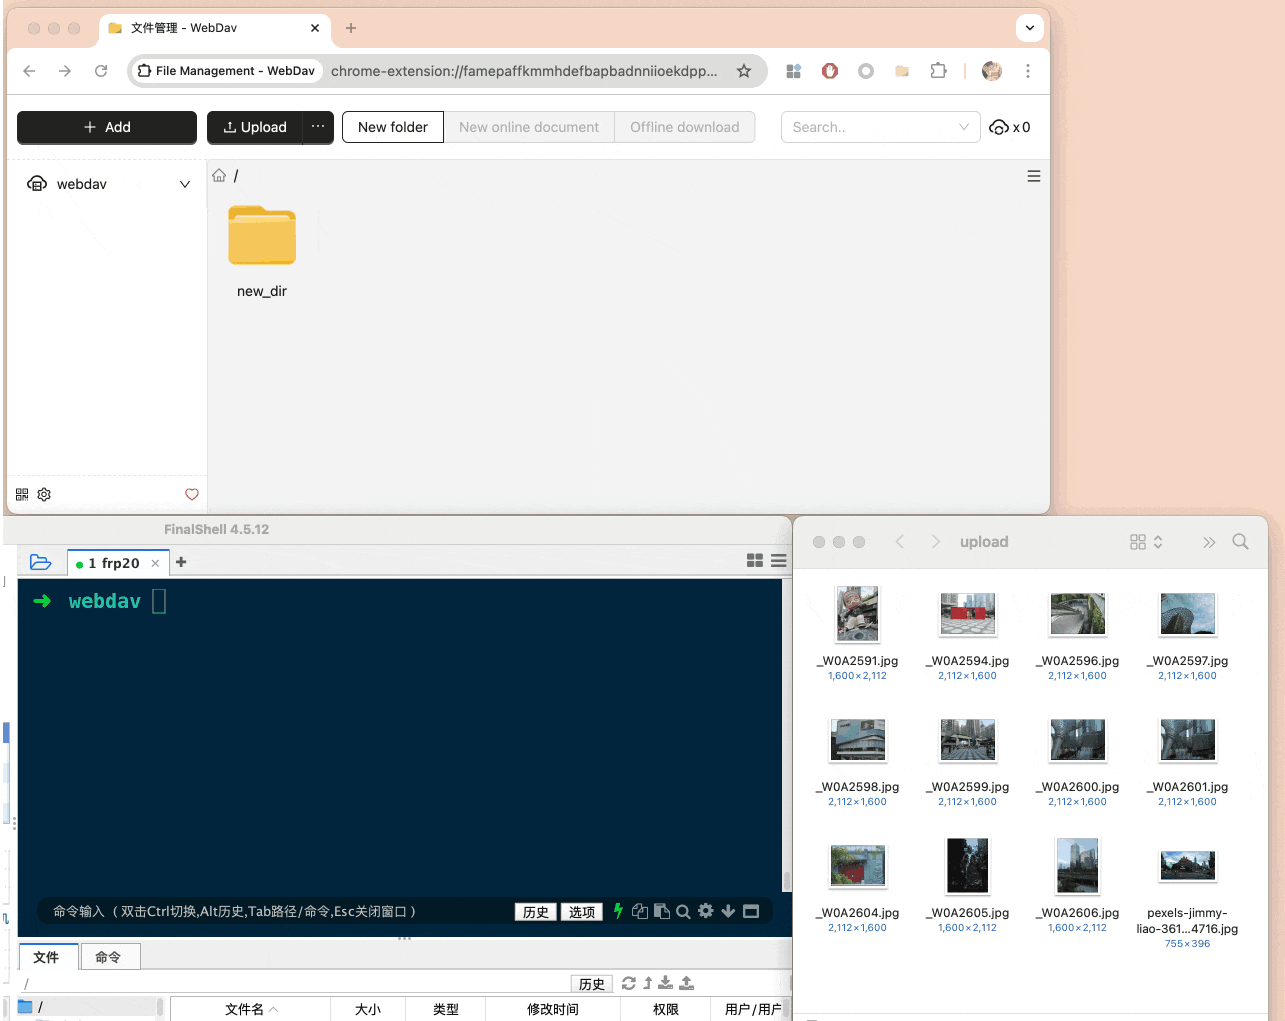 文件管理 - WebDav
File Management - WebDav
chrome-extension://famepaffkmmhdefbapbadnniioekdpp...
+ Add
Upload
···
New folder
New online document
Offline download
Search..
x 0
webdav
/
new_dir
FinalShell 4.5.12
1 frp20
➜ webdav
命令输入（双击Ctrl切换,Alt历史,Tab路径/命令,Esc关闭窗口）
历史
选项
文件
命令
/
历史
/
文件名
大小
类型
修改时间
权限
用户/用户
upload
_W0A2591.jpg
1,600×2,112
_W0A2594.jpg
2,112×1,600
_W0A2596.jpg
2,112×1,600
_W0A2597.jpg
2,112×1,600
_W0A2598.jpg
2,112×1,600
_W0A2599.jpg
2,112×1,600
_W0A2600.jpg
2,112×1,600
_W0A2601.jpg
2,112×1,600
_W0A2604.jpg
2,112×1,600
_W0A2605.jpg
1,600×2,112
_W0A2606.jpg
1,600×2,112
pexels-jimmy-
liao-361...4716.jpg
755×396